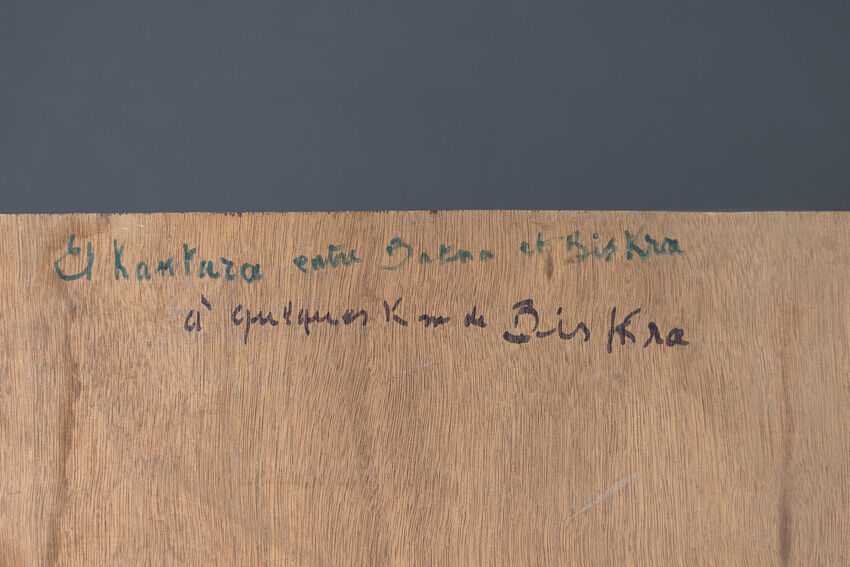 El Kantara entre Batna et BisKra
à quelques Km de BisKra